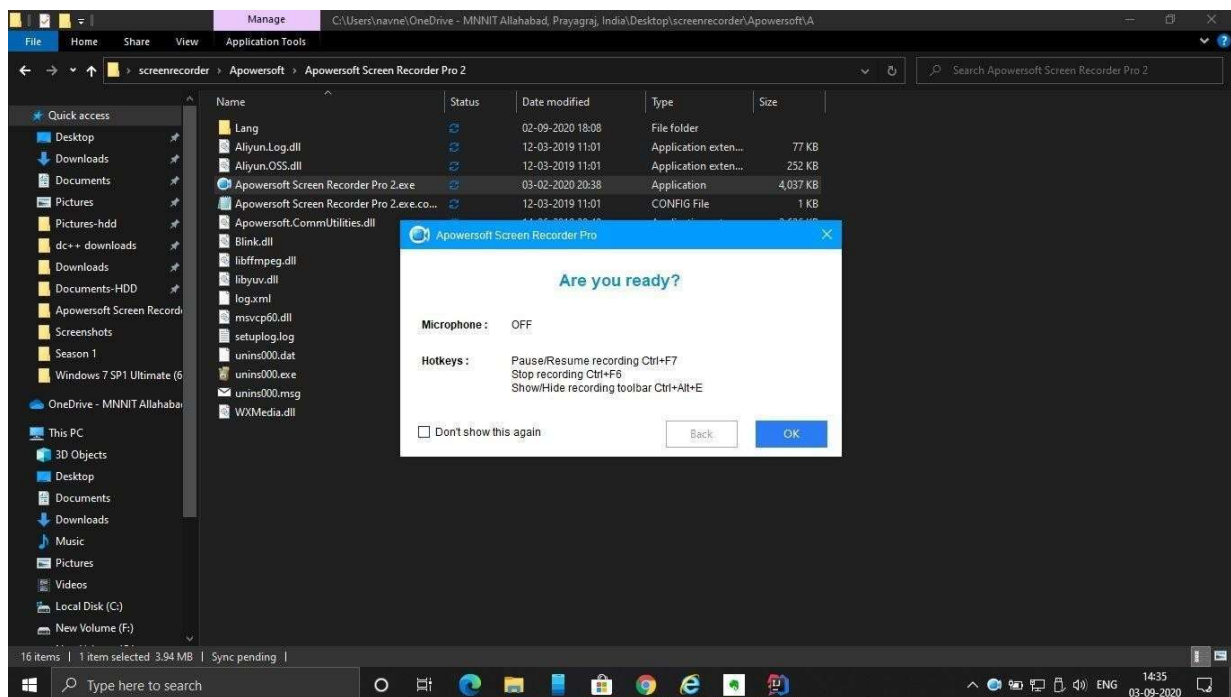 Manage
C:\Users\navne\OneDrive - MNNIT Allahabad, Prayagraj, India\Desktop\screenrecorder\Apowersoft\A
File Home Share View Application Tools
screenrecorder › Apowersoft › Apowersoft Screen Recorder Pro 2
Search Apowersoft Screen Recorder Pro 2
Quick access
Desktop
Downloads
Documents
Pictures
Pictures-hdd
dc++ downloads
Downloads
Documents-HDD
Apowersoft Screen Recorde
Screenshots
Season 1
Windows 7 SP1 Ultimate (6
OneDrive - MNNIT Allahabad
This PC
3D Objects
Desktop
Documents
Downloads
Music
Pictures
Videos
Local Disk (C:)
New Volume (F:)
Name Status Date modified Type Size
Lang 02-09-2020 18:08 File folder
Aliyun.Log.dll 12-03-2019 11:01 Application exten... 77 KB
Aliyun.OSS.dll 12-03-2019 11:01 Application exten... 252 KB
Apowersoft Screen Recorder Pro 2.exe 03-02-2020 20:38 Application 4,037 KB
Apowersoft Screen Recorder Pro 2.exe.co... 12-03-2019 11:01 CONFIG File 1 KB
Apowersoft.CommUtilities.dll
Blink.dll
libffmpeg.dll
libyuv.dll
log.xml
msvcp60.dll
setuplog.log
unins000.dat
unins000.exe
unins000.msg
WXMedia.dll
Apowersoft Screen Recorder Pro
Are you ready?
Microphone : OFF
Hotkeys : Pause/Resume recording Ctrl+F7
Stop recording Ctrl+F6
Show/Hide recording toolbar Ctrl+Alt+E
Don't show this again
Back OK
16 items | 1 item selected 3.94 MB | Sync pending |
Type here to search
ENG
14:35
03-09-2020